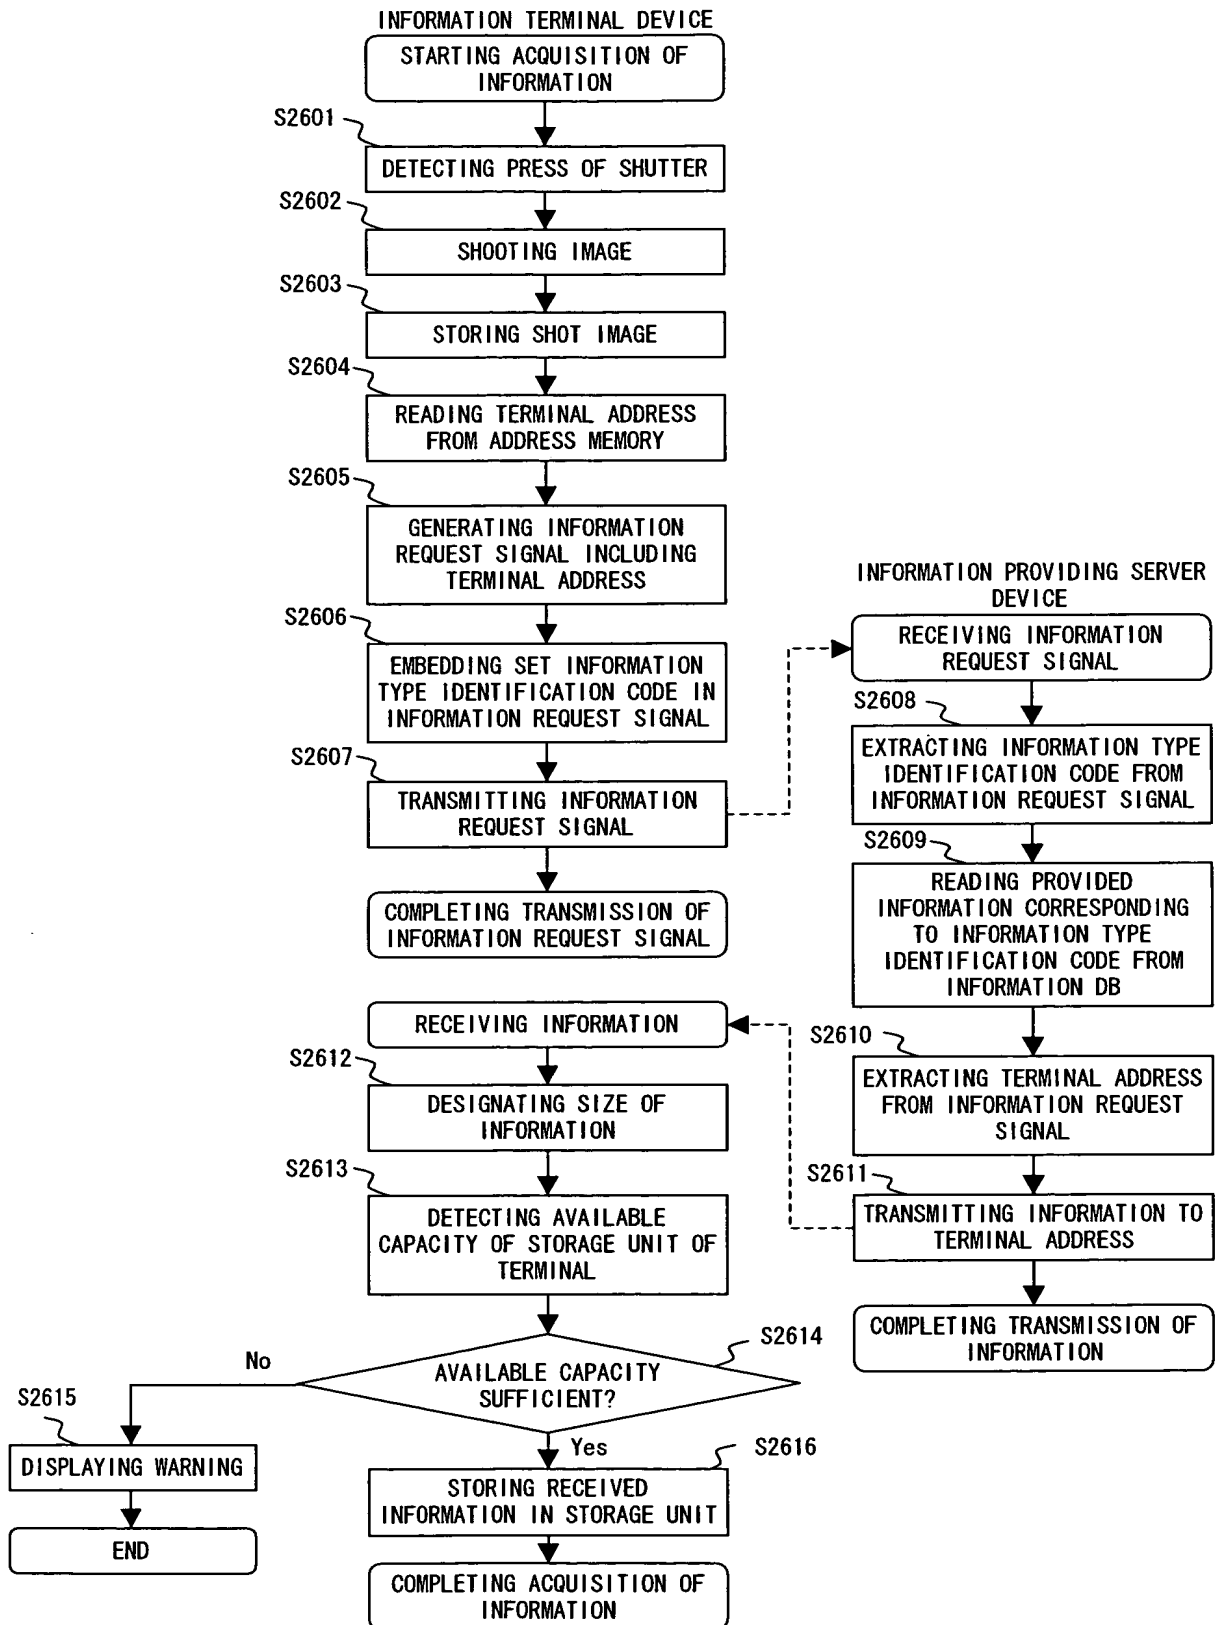 INFORMATION TERMINAL DEVICE
STARTING ACQUISITION OF
INFORMATION
S2601
DETECTING PRESS OF SHUTTER
S2602
SHOOTING IMAGE
S2603
STORING SHOT IMAGE
S2604
READING TERMINAL ADDRESS
FROM ADDRESS MEMORY
S2605
GENERATING INFORMATION
REQUEST SIGNAL INCLUDING
TERMINAL ADDRESS
S2606
EMBEDDING SET INFORMATION
TYPE IDENTIFICATION CODE IN
INFORMATION REQUEST SIGNAL
S2607
TRANSMITTING INFORMATION
REQUEST SIGNAL
COMPLETING TRANSMISSION OF
INFORMATION REQUEST SIGNAL
INFORMATION PROVIDING SERVER
DEVICE
RECEIVING INFORMATION
REQUEST SIGNAL
S2608
EXTRACTING INFORMATION TYPE
IDENTIFICATION CODE FROM
INFORMATION REQUEST SIGNAL
S2609
READING PROVIDED
INFORMATION CORRESPONDING
TO INFORMATION TYPE
IDENTIFICATION CODE FROM
INFORMATION DB
S2610
EXTRACTING TERMINAL ADDRESS
FROM INFORMATION REQUEST
SIGNAL
S2611
TRANSMITTING INFORMATION TO
TERMINAL ADDRESS
COMPLETING TRANSMISSION OF
INFORMATION
RECEIVING INFORMATION
S2612
DESIGNATING SIZE OF
INFORMATION
S2613
DETECTING AVAILABLE
CAPACITY OF STORAGE UNIT OF
TERMINAL
S2614
AVAILABLE CAPACITY
SUFFICIENT?
No
S2615
DISPLAYING WARNING
END
Yes
S2616
STORING RECEIVED
INFORMATION IN STORAGE UNIT
COMPLETING ACQUISITION OF
INFORMATION